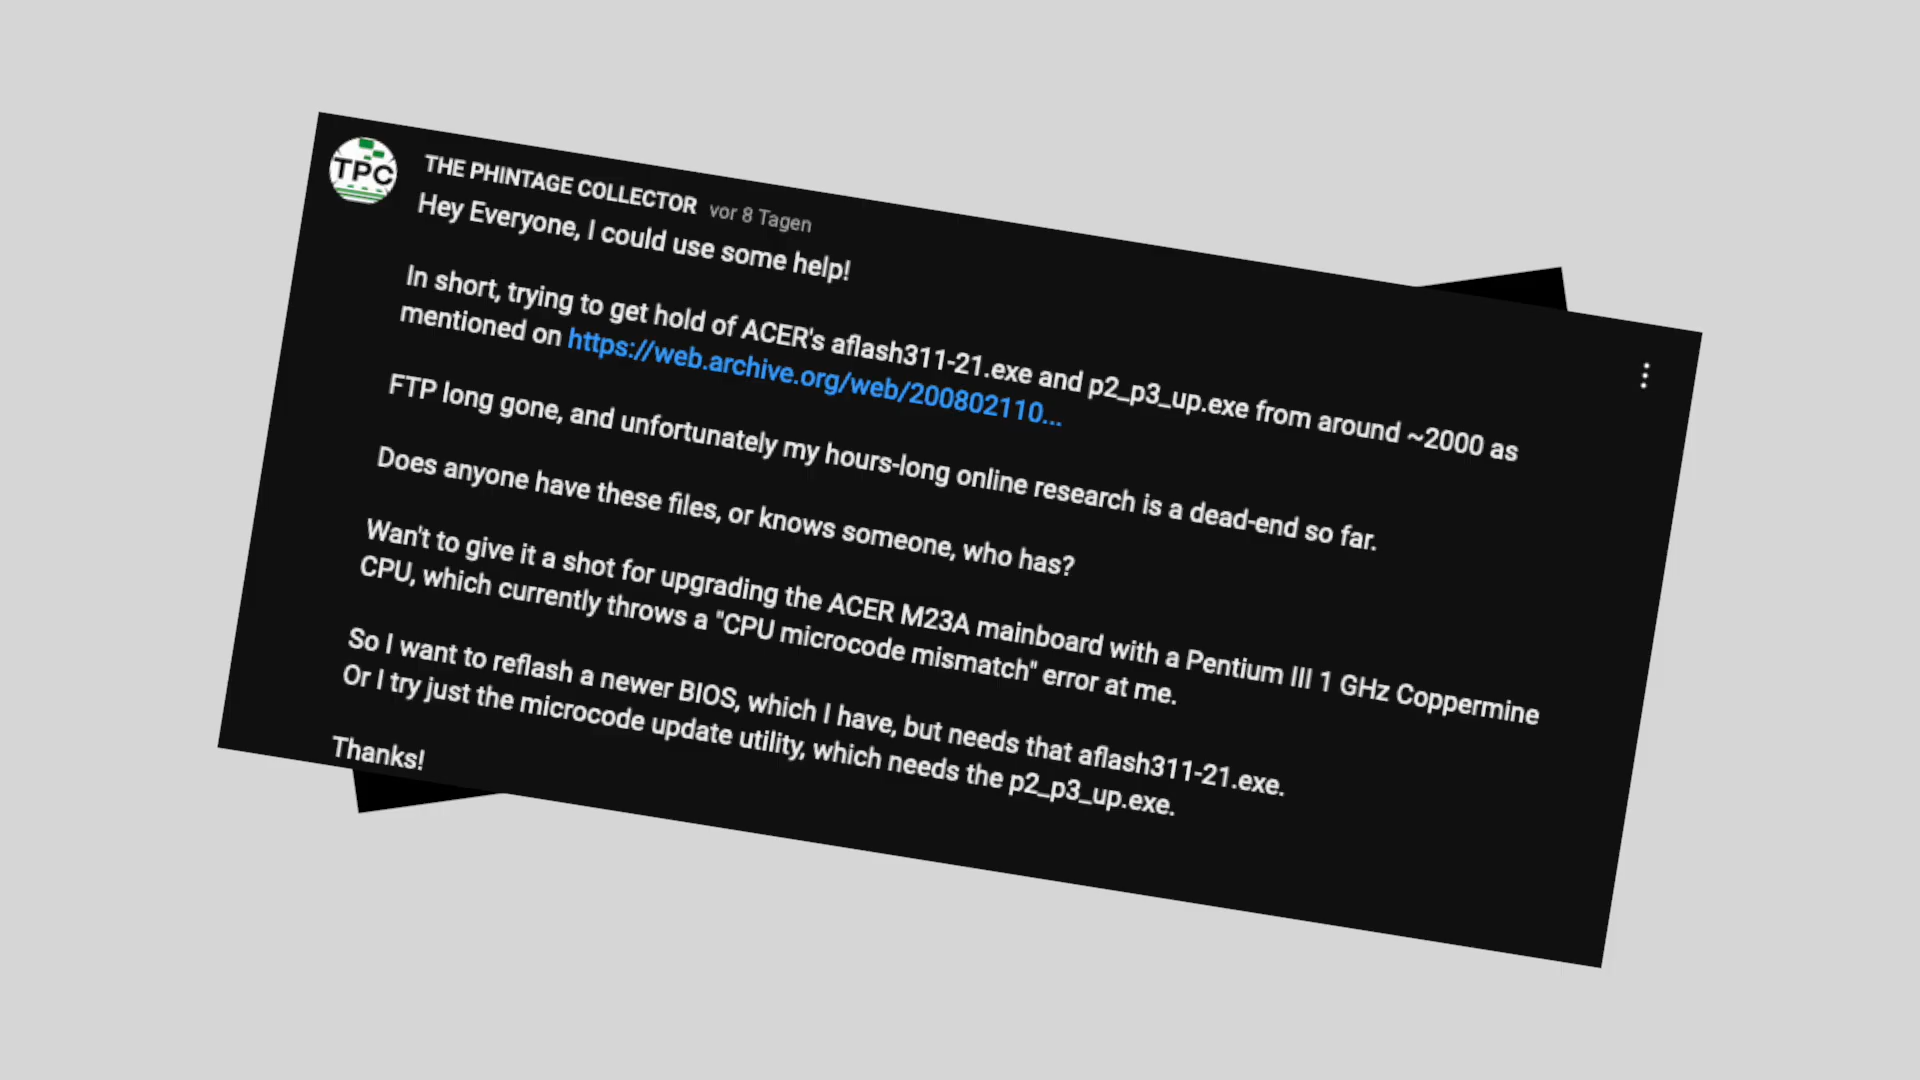 TPC
THE PHINTAGE COLLECTOR vor 8 Tagen
Hey Everyone, I could use some help!
In short, trying to get hold of ACER's aflash311-21.exe and p2_p3_up.exe from around ~2000 as
mentioned on https://web.archive.org/web/200802110...
FTP long gone, and unfortunately my hours-long online research is a dead-end so far.
Does anyone have these files, or knows someone, who has?
Wan't to give it a shot for upgrading the ACER M23A mainboard with a Pentium III 1 GHz Coppermine
CPU, which currently throws a "CPU microcode mismatch" error at me.
So I want to reflash a newer BIOS, which I have, but needs that aflash311-21.exe.
Or I try just the microcode update utility, which needs the p2_p3_up.exe.
Thanks!